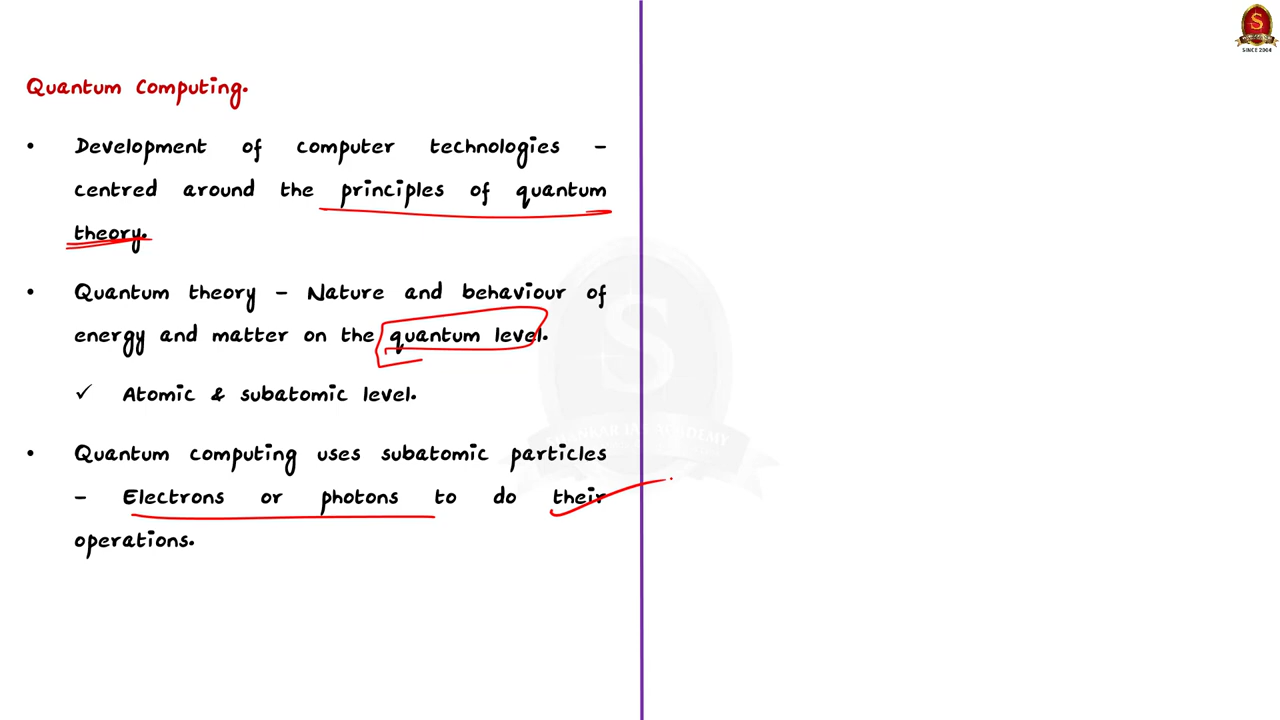 Quantum Computing.
• Development of computer technologies –
centred around the principles of quantum
theory.
• Quantum theory – Nature and behaviour of
energy and matter on the quantum level.
✓ Atomic & subatomic level.
• Quantum computing uses subatomic particles
– Electrons or photons to do their
operations.
S
SINCE 2004
S